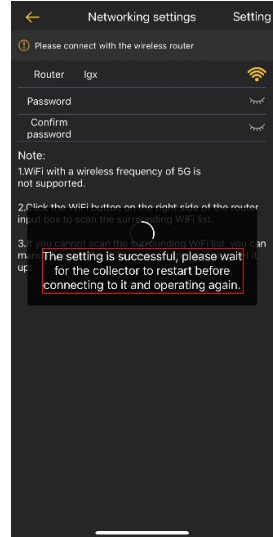 Networking settings Setting
Please connect with the wireless router
Router lgx
Password
Confirm
password
Note:
1.WiFi with a wireless frequency of 5G is
not supported.
2.Click the WiFi button on the right side of the router
input box to scan the surrounding WiFi list.
3.If you cannot scan the surrounding WiFi list, you can
up.
The setting is successful, please wait
for the collector to restart before
connecting to it and operating again.